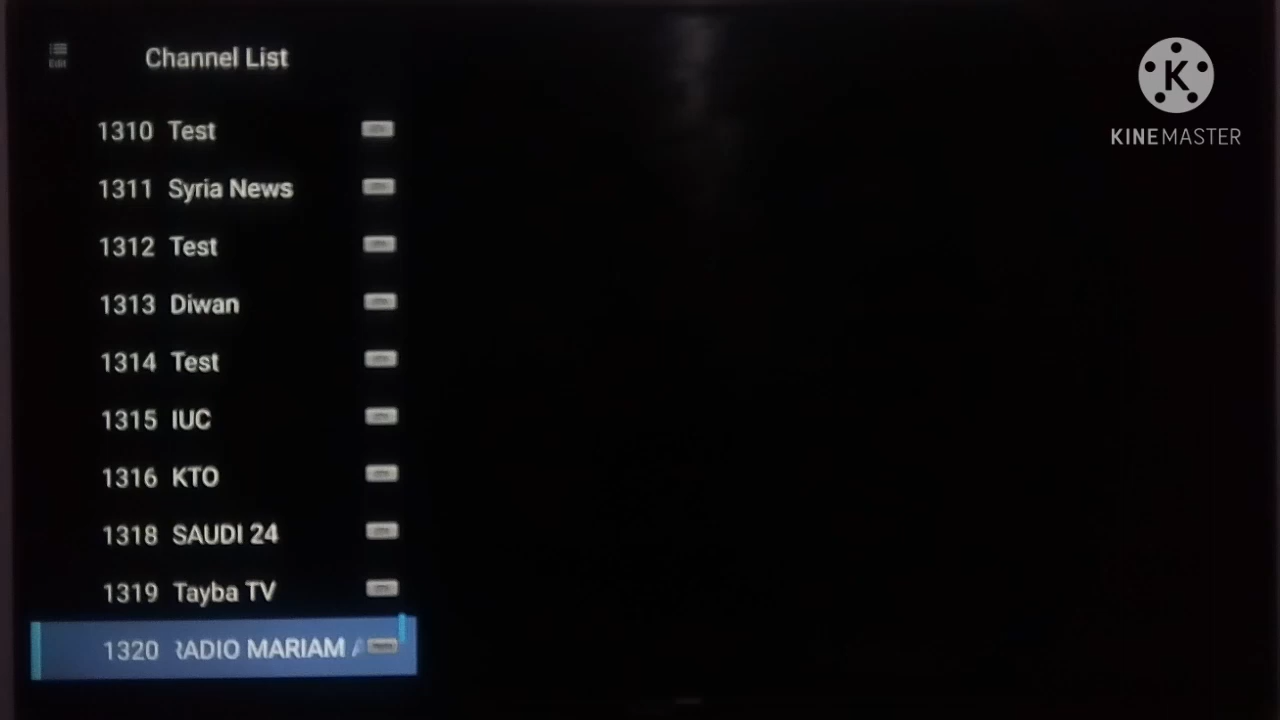 Edit
Channel List
1310 Test
1311 Syria News
1312 Test
1313 Diwan
1314 Test
1315 IUC
1316 KTO
1318 SAUDI 24
1319 Tayba TV
1320 RADIO MARIAM
KINEMASTER